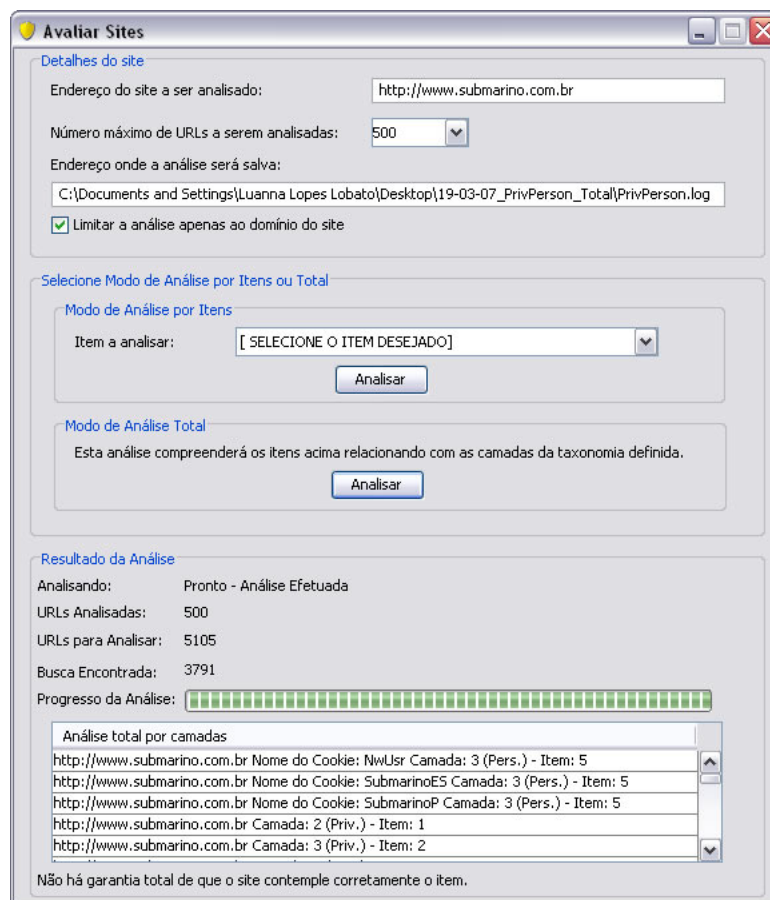 Avaliar Sites
Detalhes do site
Endereço do site a ser analisado: http://www.submarino.com.br
Número máximo de URLs a serem analisadas: 500
Endereço onde a análise será salva:
C:\Documents and Settings\Luanna Lopes Lobato\Desktop\19-03-07_PrivPerson_Total\PrivPerson.log
Limitar a análise apenas ao domínio do site
Selecione Modo de Análise por Itens ou Total
Modo de Análise por Itens
Item a analisar: [ SELECIONE O ITEM DESEJADO]
Analisar
Modo de Análise Total
Esta análise compreenderá os itens acima relacionando com as camadas da taxonomia definida.
Analisar
Resultado da Análise
Analisando: Pronto - Análise Efetuada
URLs Analisadas: 500
URLs para Analisar: 5105
Busca Encontrada: 3791
Progresso da Análise:
Análise total por camadas
http://www.submarino.com.br Nome do Cookie: NwUsr Camada: 3 (Pers.) - Item: 5
http://www.submarino.com.br Nome do Cookie: SubmarinoES Camada: 3 (Pers.) - Item: 5
http://www.submarino.com.br Nome do Cookie: SubmarinoP Camada: 3 (Pers.) - Item: 5
http://www.submarino.com.br Camada: 2 (Priv.) - Item: 1
http://www.submarino.com.br Camada: 3 (Priv.) - Item: 2
Não há garantia total de que o site contemple corretamente o item.